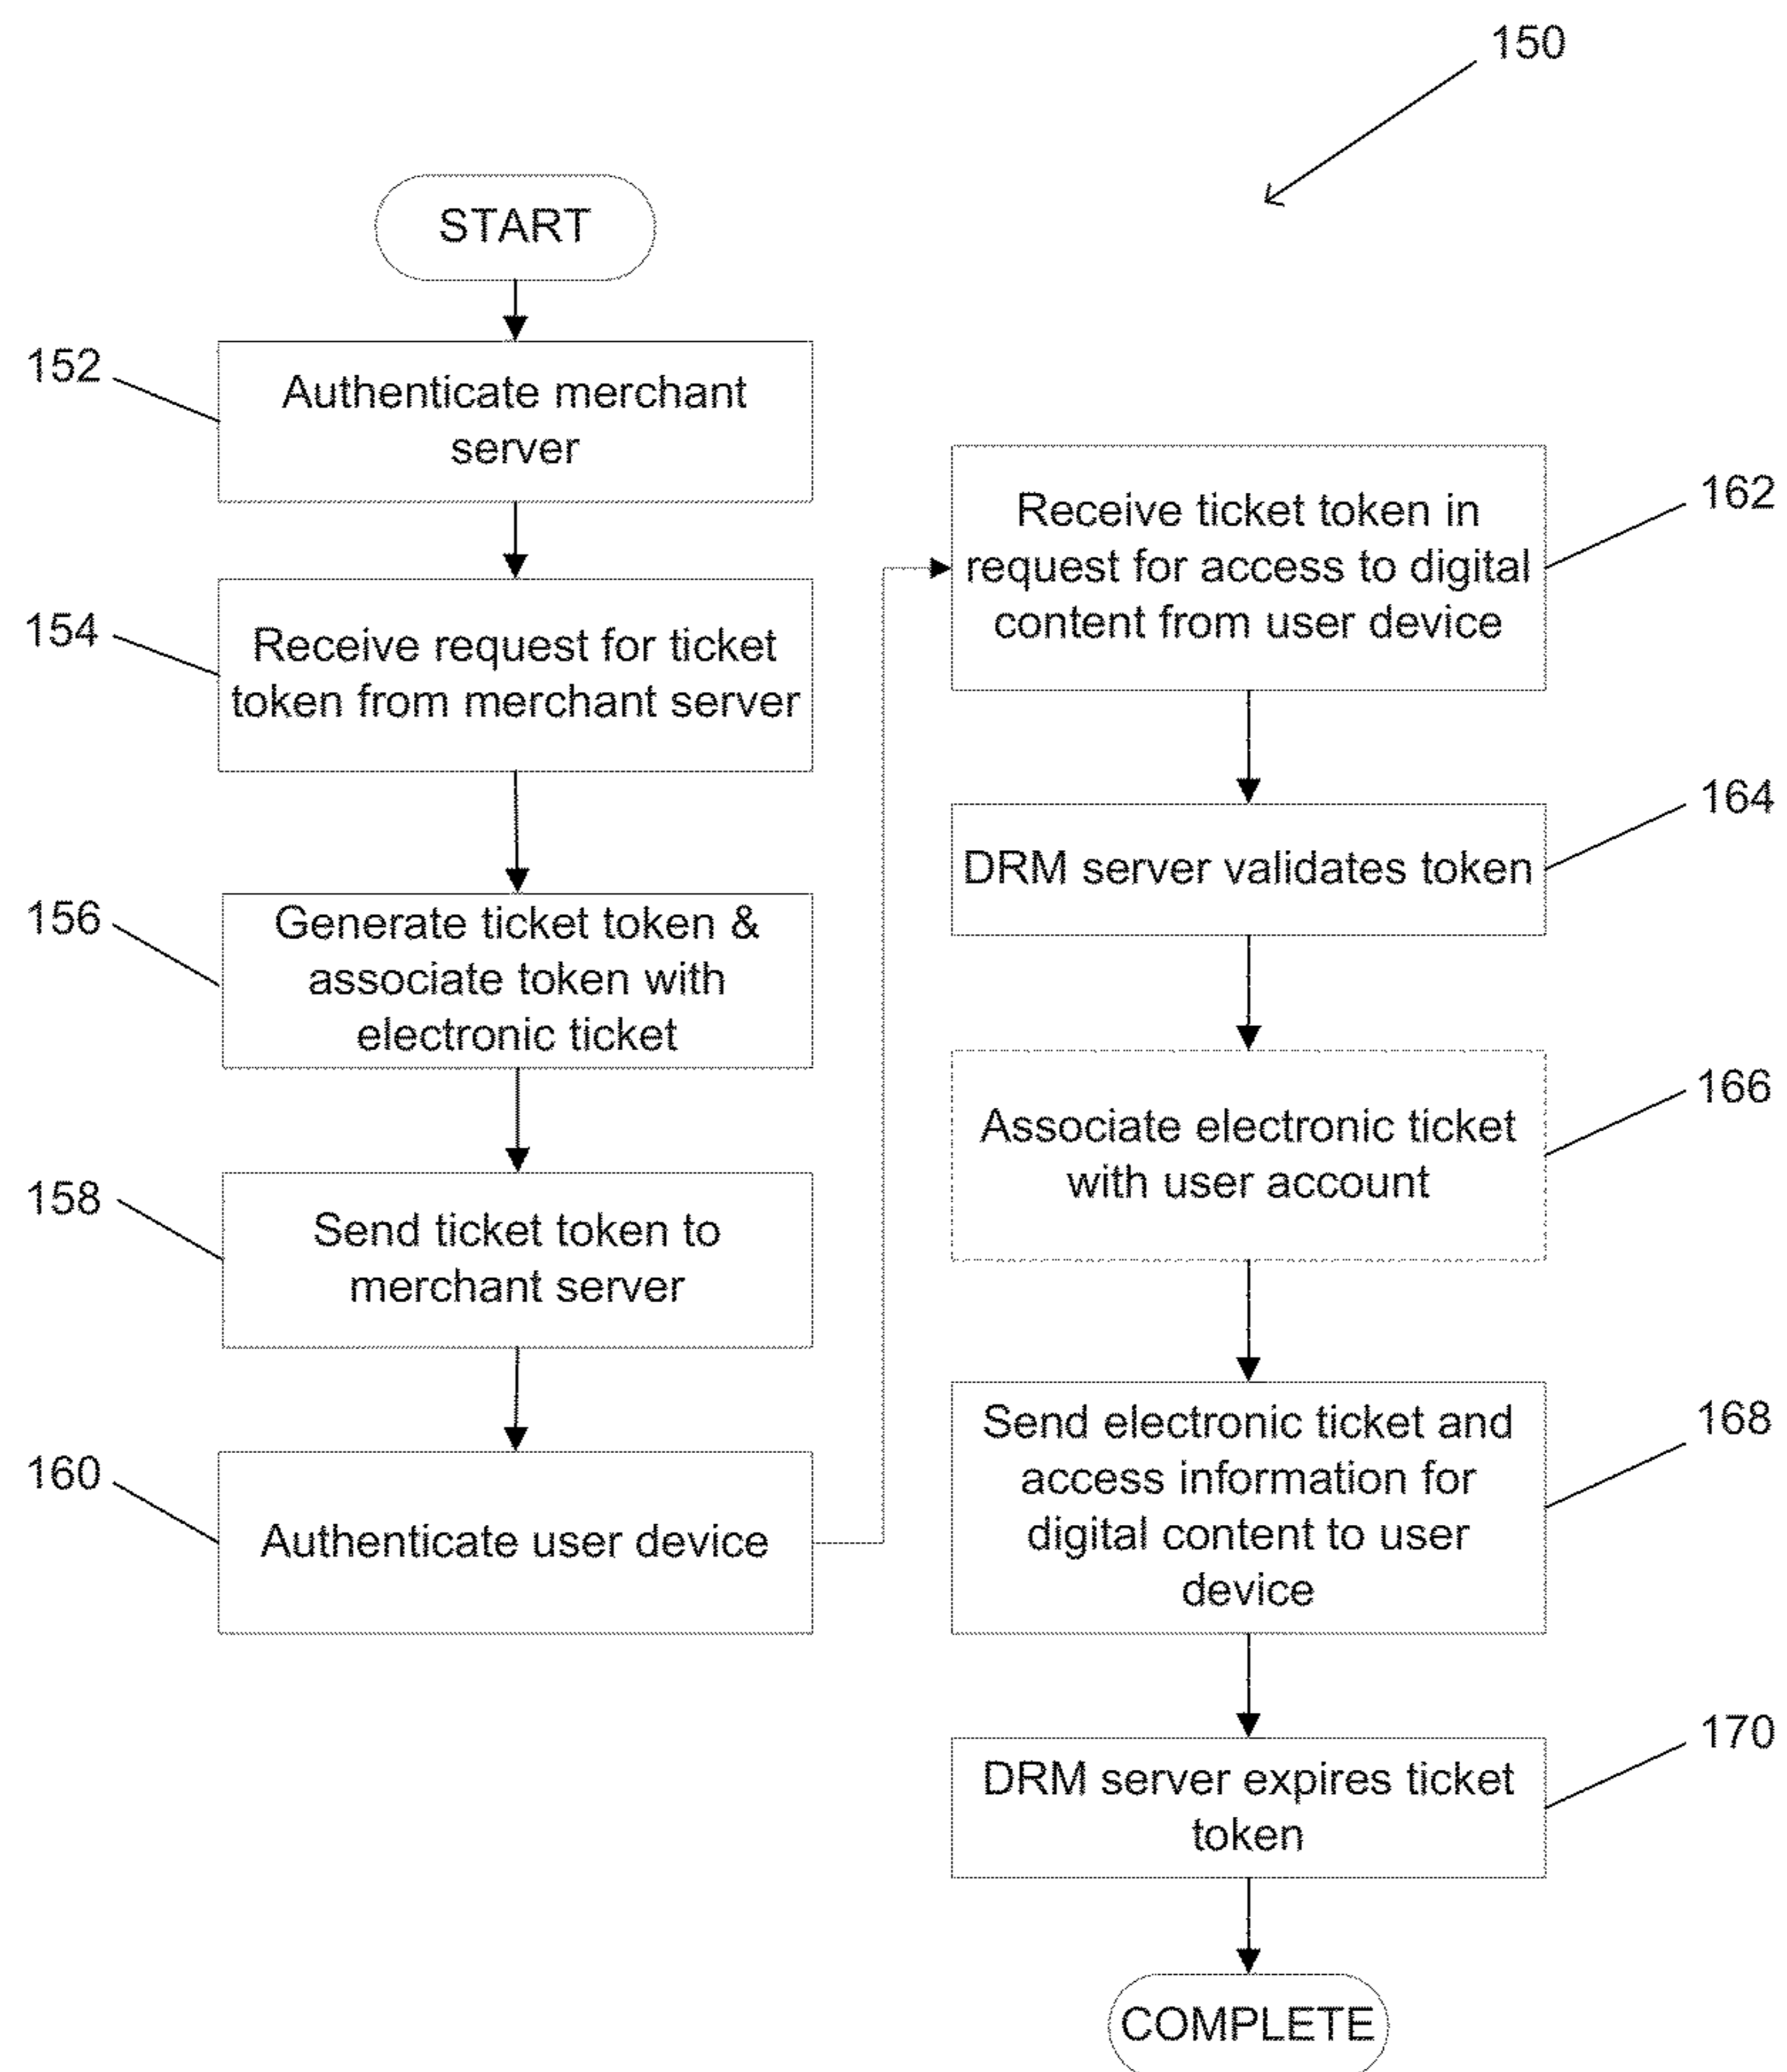 150
START
152
Authenticate merchant
server
154
Receive request for ticket
token from merchant server
156
Generate ticket token &
associate token with
electronic ticket
158
Send ticket token to
merchant server
160
Authenticate user device
162
Receive ticket token in
request for access to digital
content from user device
164
DRM server validates token
166
Associate electronic ticket
with user account
168
Send electronic ticket and
access information for
digital content to user
device
170
DRM server expires ticket
token
COMPLETE